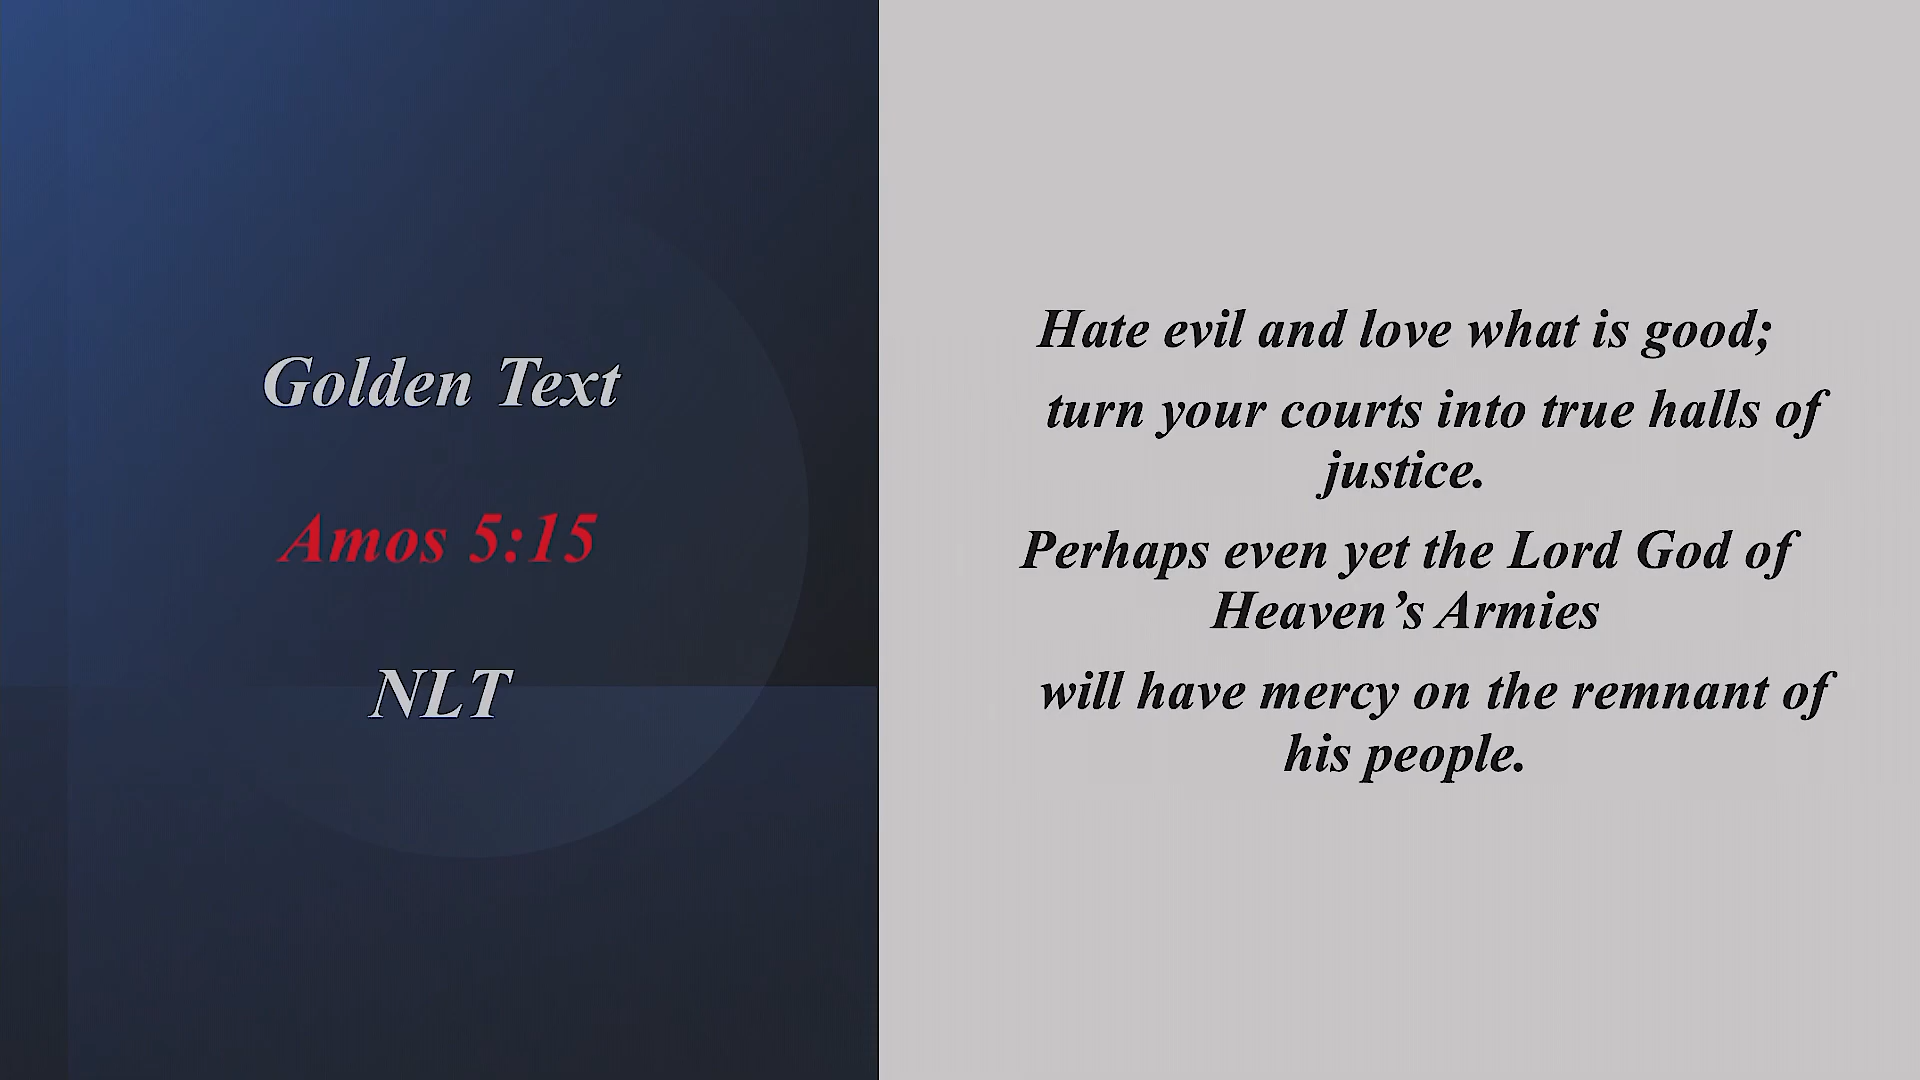 Golden Text
Amos 5:15
NLT
Hate evil and love what is good;
turn your courts into true halls of
justice.
Perhaps even yet the Lord God of
Heaven’s Armies
will have mercy on the remnant of
his people.